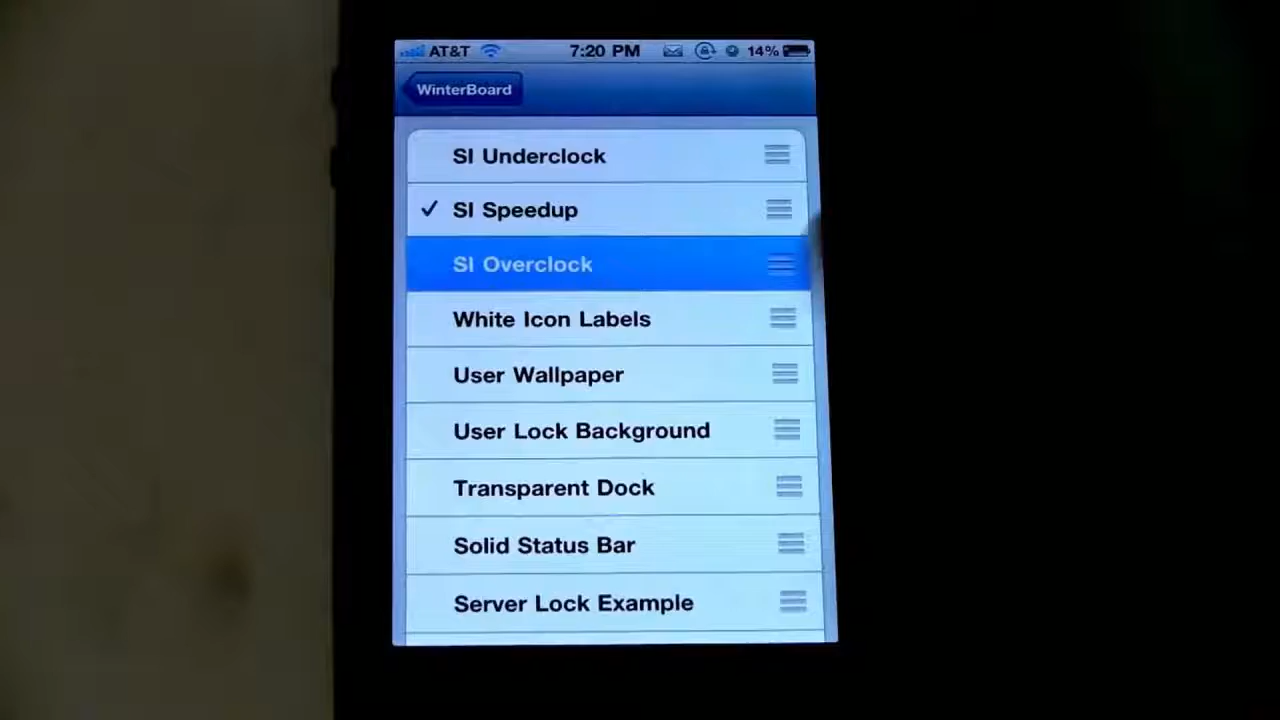 AT&T 7:20 PM 14%
WinterBoard
SI Underclock
SI Speedup
SI Overclock
White Icon Labels
User Wallpaper
User Lock Background
Transparent Dock
Solid Status Bar
Server Lock Example